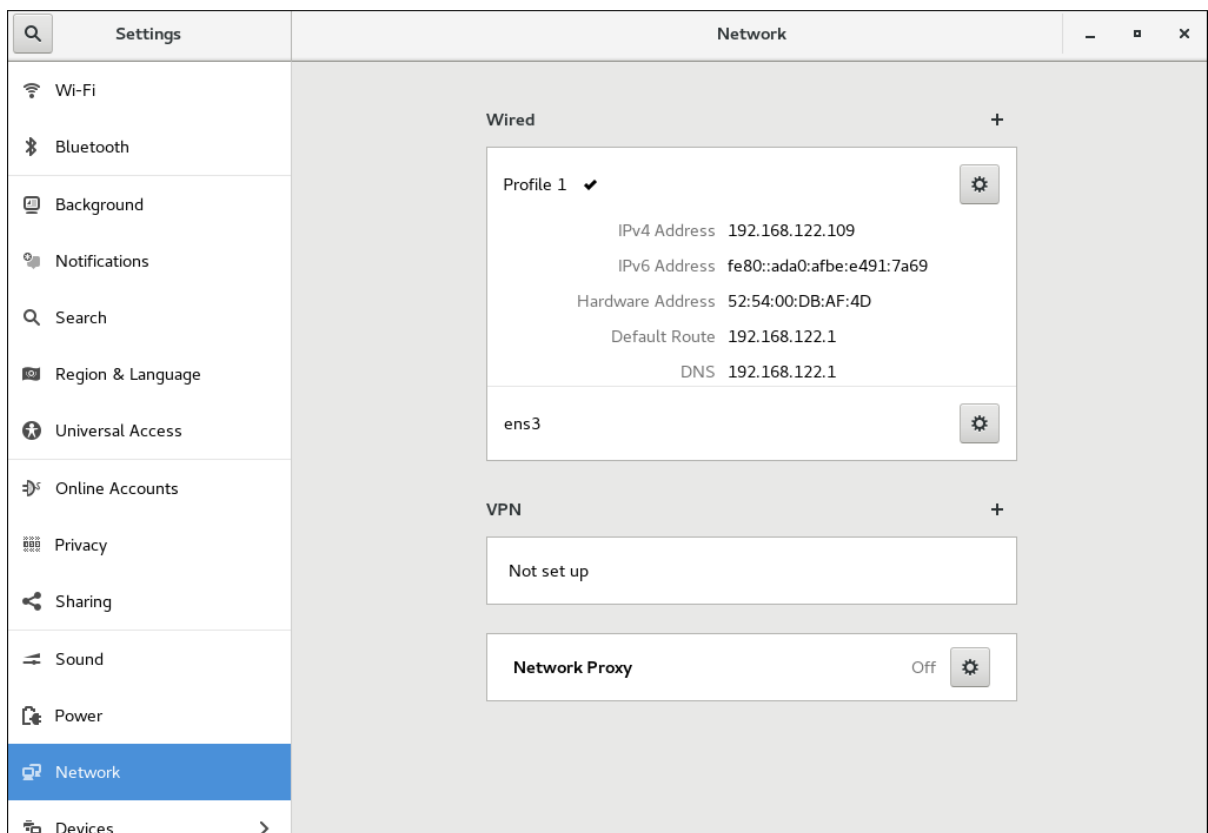 Settings
Network
Wi-Fi
Bluetooth
Background
Notifications
Search
Region & Language
Universal Access
Online Accounts
Privacy
Sharing
Sound
Power
Network
Devices
Wired
Profile 1
IPv4 Address 192.168.122.109
IPv6 Address fe80::ada0:afbe:e491:7a69
Hardware Address 52:54:00:DB:AF:4D
Default Route 192.168.122.1
DNS 192.168.122.1
ens3
VPN
Not set up
Network Proxy Off